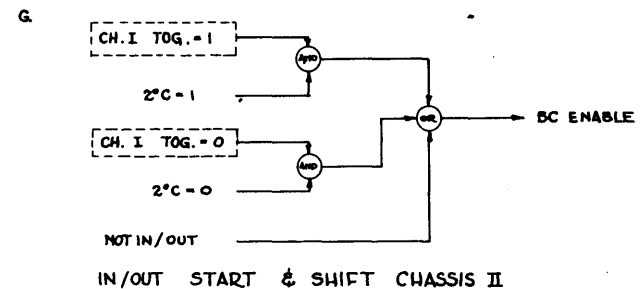 G.
CH. I TOG. = 1
AND
2°C = 1
OR
BC ENABLE
CH. I TOG. = 0
AND
2°C = 0
NOT IN/OUT
IN/OUT START & SHIFT CHASSIS II